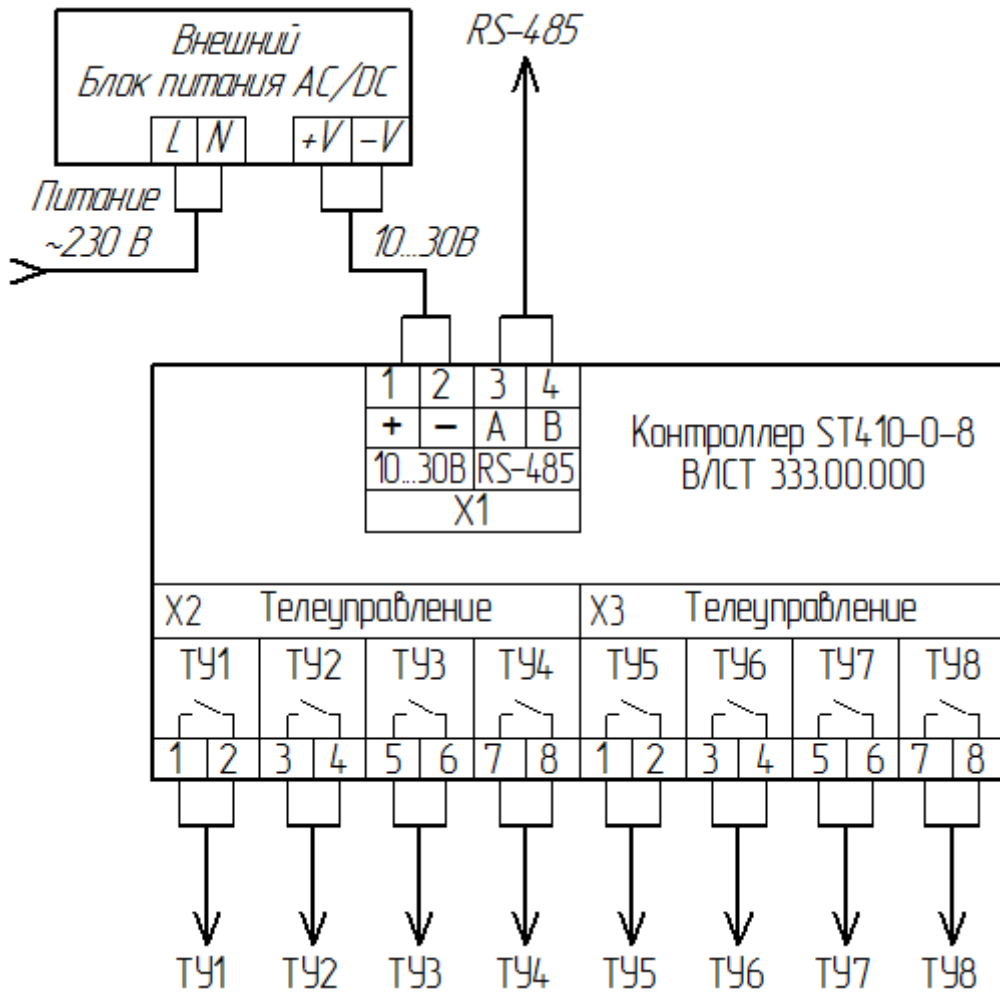 Внешний
Блок питания AC/DC
L N +V -V
RS-485
Питание
~230 В
10...30В
1 2 3 4
+ - A B
10...30В RS-485
X1
Контроллер ST410-0-8
ВЛСТ 333.00.000
X2 Телеуправление X3 Телеуправление
ТУ1 ТУ2 ТУ3 ТУ4 ТУ5 ТУ6 ТУ7 ТУ8
1 2 3 4 5 6 7 8 1 2 3 4 5 6 7 8
ТУ1 ТУ2 ТУ3 ТУ4 ТУ5 ТУ6 ТУ7 ТУ8